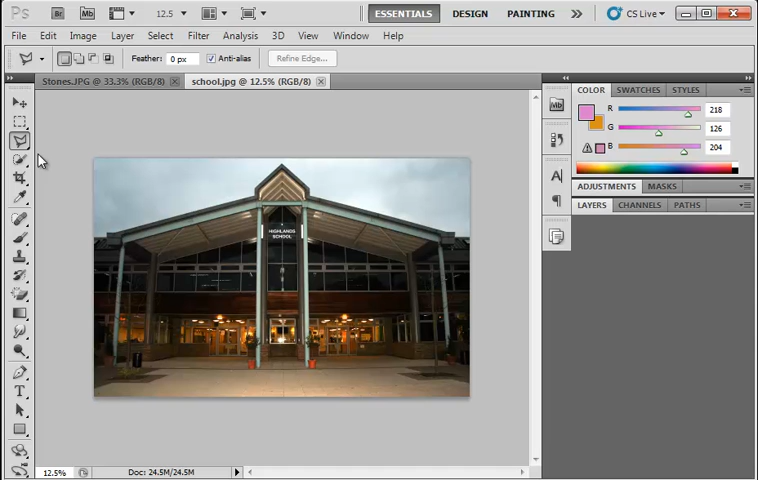 Ps Br Mb 12.5 ESSENTIALS DESIGN PAINTING CS Live
File Edit Image Layer Select Filter Analysis 3D View Window Help
Feather: 0 px Anti-alias Refine Edge...
Stones.JPG @ 33.3% (RGB/8) school.jpg @ 12.5% (RGB/8)
COLOR SWATCHES STYLES
Mb
R 218
G 126
B 204
A
ADJUSTMENTS MASKS
LAYERS CHANNELS PATHS
HIGHLANDS
SCHOOL
T
12.5% Doc: 24.5M/24.5M